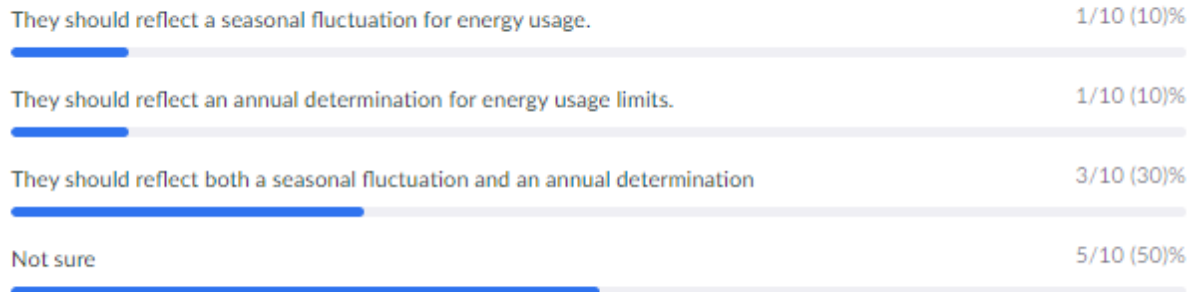 They should reflect a seasonal fluctuation for energy usage. 1/10 (10)%
They should reflect an annual determination for energy usage limits. 1/10 (10)%
They should reflect both a seasonal fluctuation and an annual determination 3/10 (30)%
Not sure 5/10 (50)%